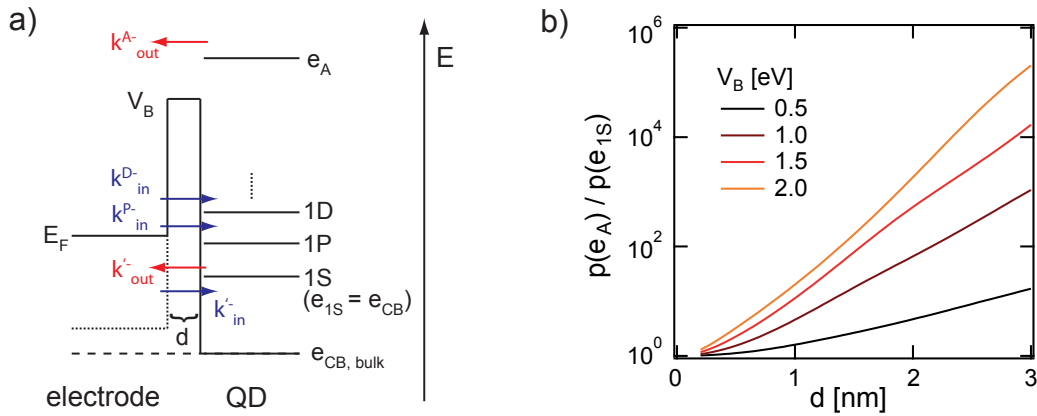 a)
k^A-_out
e_A
E
V_B
k^D-_in
1D
k^P-_in
E_F
1P
k'-_out
1S
(e_1S = e_CB)
k'-_in
d
e_CB, bulk
electrode
QD
b)
10^6
10^4
10^2
10^0
p(e_A) / p(e_1S)
V_B [eV]
0.5
1.0
1.5
2.0
0
1
2
3
d [nm]